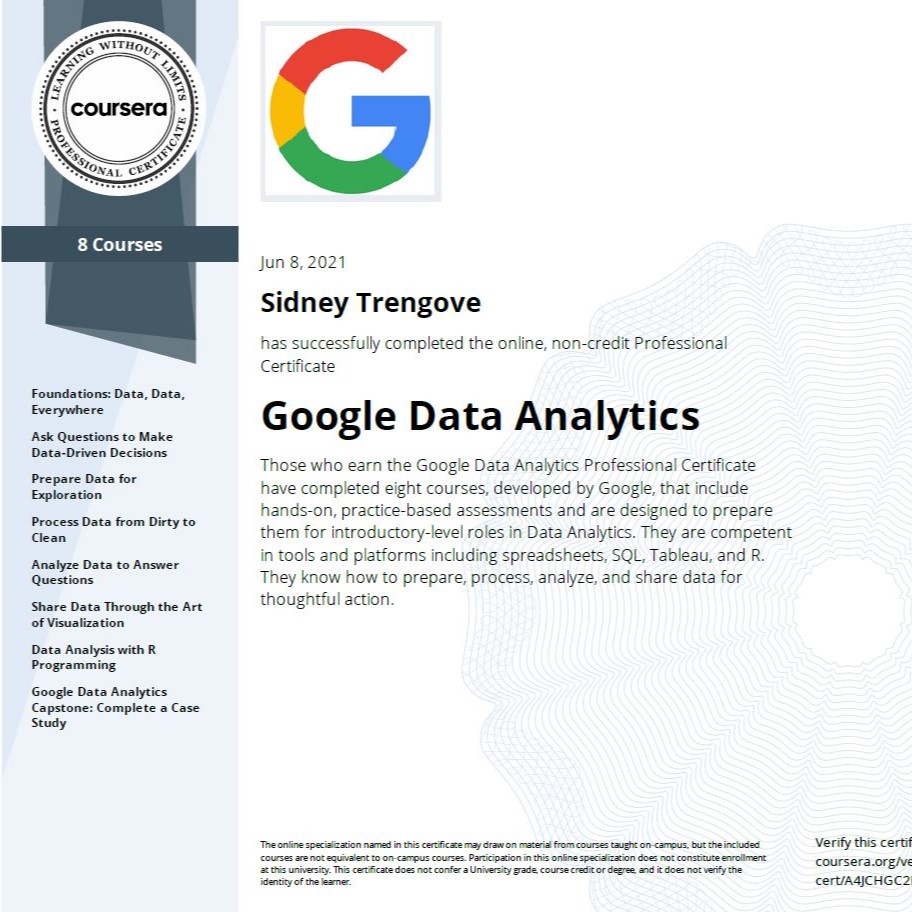 LEARNING WITHOUT LIMITS
coursera
PROFESSIONAL CERTIFICATE
8 Courses
Foundations: Data, Data,
Everywhere
Ask Questions to Make
Data-Driven Decisions
Prepare Data for
Exploration
Process Data from Dirty to
Clean
Analyze Data to Answer
Questions
Share Data Through the Art
of Visualization
Data Analysis with R
Programming
Google Data Analytics
Capstone: Complete a Case
Study
Jun 8, 2021
Sidney Trengove
has successfully completed the online, non-credit Professional
Certificate
Google Data Analytics
Those who earn the Google Data Analytics Professional Certificate
have completed eight courses, developed by Google, that include
hands-on, practice-based assessments and are designed to prepare
them for introductory-level roles in Data Analytics. They are competent
in tools and platforms including spreadsheets, SQL, Tableau, and R.
They know how to prepare, process, analyze, and share data for
thoughtful action.
The online specialization named in this certificate may draw on material from courses taught on-campus, but the included
courses are not equivalent to on-campus courses. Participation in this online specialization does not constitute enrollment
at this university. This certificate does not confer a University grade, course credit or degree, and it does not verify the
identity of the learner.
Verify this certif
coursera.org/ve
cert/A4JCHGC2